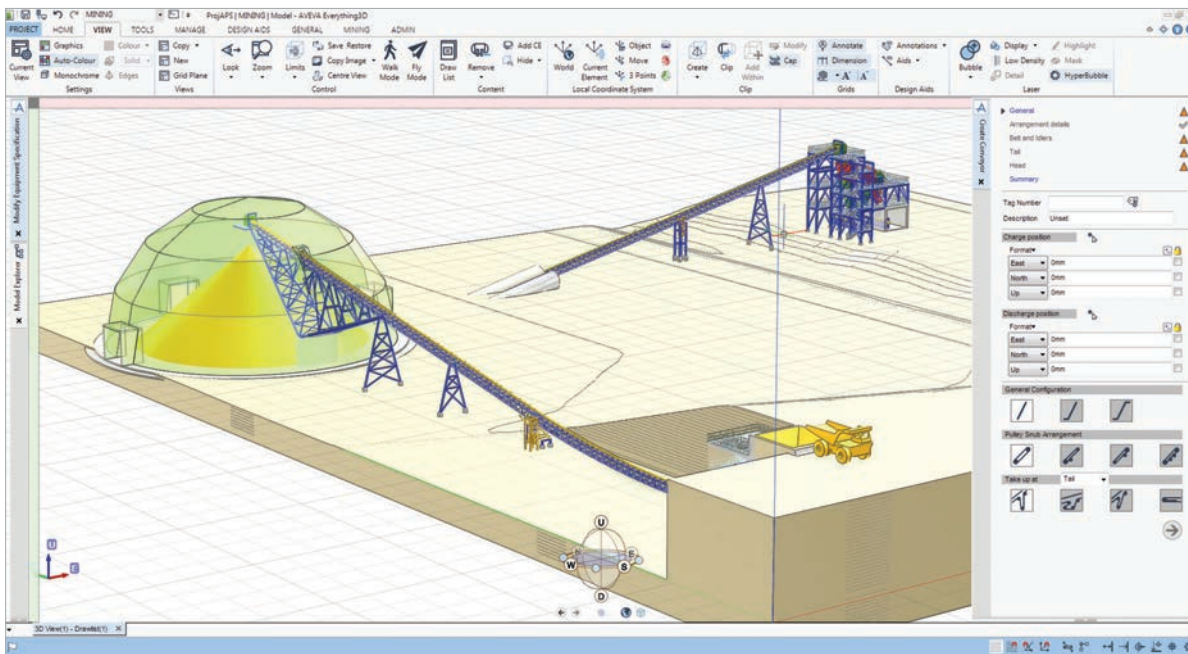 MINING
ProjAPS | MINING | Model - AVEVA Everything3D
PROJECT HOME VIEW TOOLS MANAGE DESIGN AIDS GENERAL MINING ADMIN
Current View
Graphics
Auto-Colour
Monochrome
Colour
Solid
Edges
Settings
Copy
New
Grid Plane
Views
Look
Zoom
Limits
Save Restore
Copy Image
Centre View
Walk Mode
Fly Mode
Control
Draw List
Remove
Add CE
Hide
Content
World
Current Element
Object
Move
3 Points
Local Coordinate System
Create
Clip
Add Within
Modify
Cap
Clip
Annotate
Dimension
Grids
Annotations
Aids
Design Aids
Bubble
Display
Low Density
Detail
Highlight
Mask
HyperBubble
Laser
Modify Equipment Specification
Model Explorer
Create Conveyor
General
Arrangement details
Belt and Idlers
Tail
Head
Summary
Tag Number
Description Unset
Charge position
Format
East 0mm
North 0mm
Up 0mm
Discharge position
Format
East 0mm
North 0mm
Up 0mm
General Configuration
Pulley Snub Arrangement
Take up at Tail
U
E
W
S
D
U
E
3D View(1) - Drawlist(1)